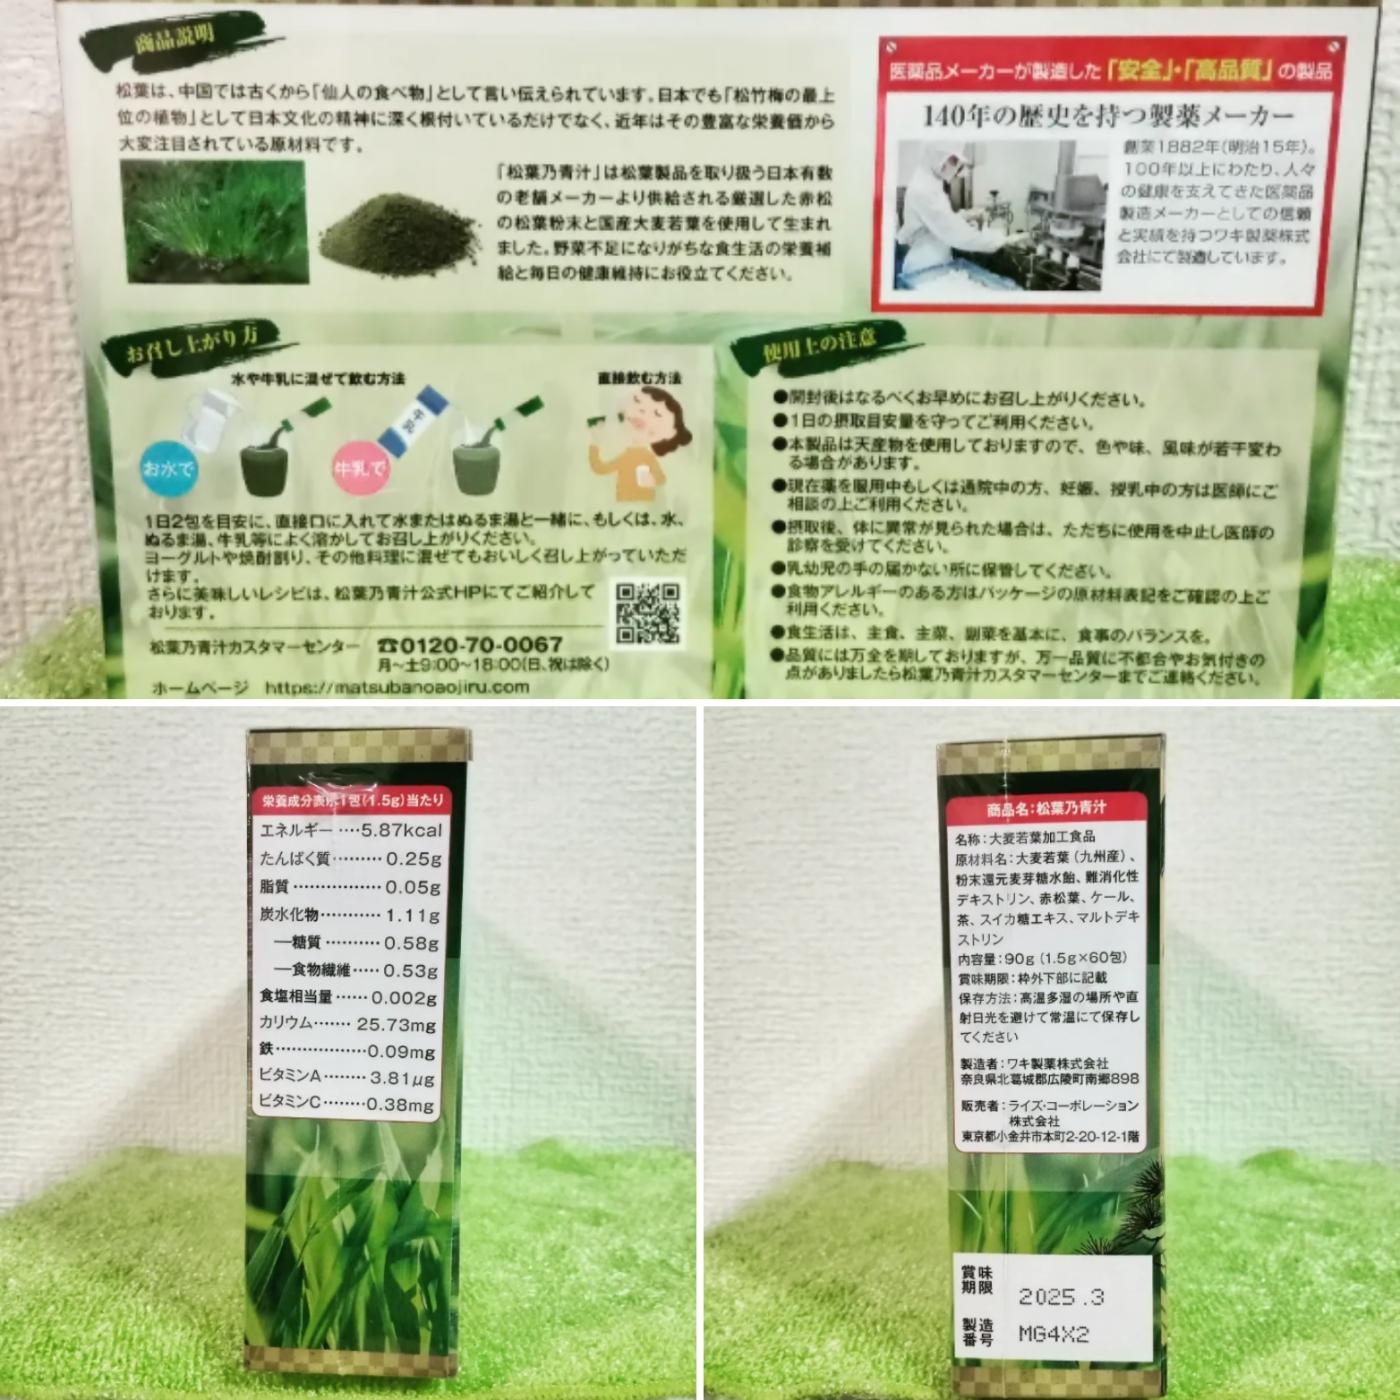 商品説明
松葉は、中国では古くから「仙人の食べ物」として言い伝えられています。日本でも「松竹梅の最上
位の植物」として日本文化の精神に深く根付いているだけでなく、近年はその豊富な栄養価から
大変注目されている原材料です。
「松葉乃青汁」は松葉製品を取り扱う日本有数
の老舗メーカーより供給される厳選した赤松
の松葉粉末と国産大麦若葉を使用して生まれ
ました。野菜不足になりがちな食生活の栄養補
給と毎日の健康維持にお役立てください。
医薬品メーカーが製造した「安全」・「高品質」の製品
140年の歴史を持つ製薬メーカー
創業1882年(明治15年)。
100年以上にわたり、人々
の健康を支えてきた医薬品
製造メーカーとしての信頼
と実績を持つワキ製薬株式
会社にて製造しています。
お召し上がり方
水や牛乳に混ぜて飲む方法
直接飲む方法
お水で
牛乳
牛乳で
1日2包を目安に、直接口に入れて水またはぬるま湯と一緒に、もしくは、水、
ぬるま湯、牛乳等によく溶かしてお召し上がりください。
ヨーグルトや焼酎割り、その他料理に混ぜてもおいしく召し上がっていただ
けます。
さらに美味しいレシピは、松葉乃青汁公式HPにてご紹介して
おります。
松葉乃青汁カスタマーセンター ☎0120-70-0067
月〜土9:00〜18:00(日、祝は除く)
ホームページ https://matsubanoaojiru.com
使用上の注意
●開封後はなるべくお早めにお召し上がりください。
●1日の摂取目安量を守ってご利用ください。
●本製品は天産物を使用しておりますので、色や味、風味が若干変わ
る場合があります。
●現在薬を服用中もしくは通院中の方、妊娠、授乳中の方は医師にご
相談の上ご利用ください。
●摂取後、体に異常が見られた場合は、ただちに使用を中止し医師の
診察を受けてください。
●乳幼児の手の届かない所に保管してください。
●食物アレルギーのある方はパッケージの原材料表記をご確認の上ご
利用ください。
●食生活は、主食、主菜、副菜を基本に、食事のバランスを。
●品質には万全を期しておりますが、万一品質に不都合やお気付きの
点がありましたら松葉乃青汁カスタマーセンターまでご連絡ください。
栄養成分表示1包(1.5g)当たり
エネルギー ‥‥5.87kcal
たんぱく質‥‥‥‥‥0.25g
脂質‥‥‥‥‥‥‥‥0.05g
炭水化物‥‥‥‥‥‥1.11g
―糖質‥‥‥‥‥0.58g
―食物繊維‥‥‥0.53g
食塩相当量‥‥‥0.002g
カリウム‥‥‥‥25.73mg
鉄‥‥‥‥‥‥‥‥‥0.09mg
ビタミンA‥‥‥‥3.81μg
ビタミンC‥‥‥‥0.38mg
商品名:松葉乃青汁
名称:大麦若葉加工食品
原材料名:大麦若葉(九州産)、
粉末還元麦芽糖水飴、難消化性
デキストリン、赤松葉、ケール、
茶、スイカ糖エキス、マルトデキ
ストリン
内容量:90g(1.5g×60包)
賞味期限:枠外下部に記載
保存方法:高温多湿の場所や直
射日光を避けて常温にて保存し
てください
製造者:ワキ製薬株式会社
奈良県北葛城郡広陵町南郷898
販売者:ライズ・コーポレーション
株式会社
東京都小金井市本町2-20-12-1階
賞味
期限 2025.3
製造
番号 MG4X2